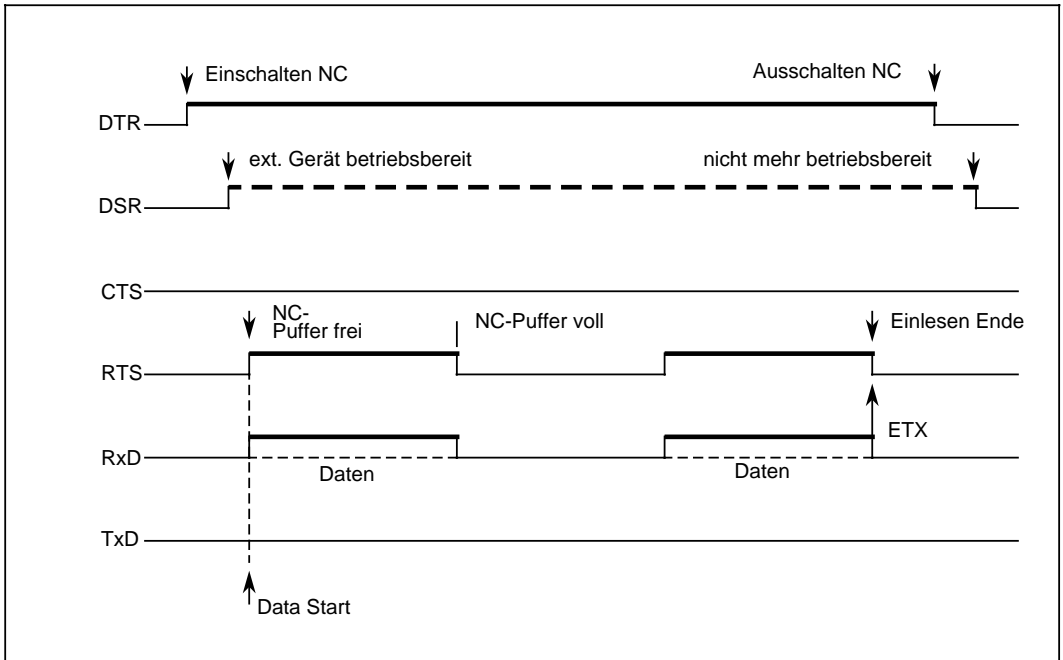 Einschalten NC
Ausschalten NC
DTR
ext. Gerät betriebsbereit
nicht mehr betriebsbereit
DSR
CTS
NC-
Puffer frei
NC-Puffer voll
Einlesen Ende
RTS
ETX
RxD
Daten
Daten
TxD
Data Start